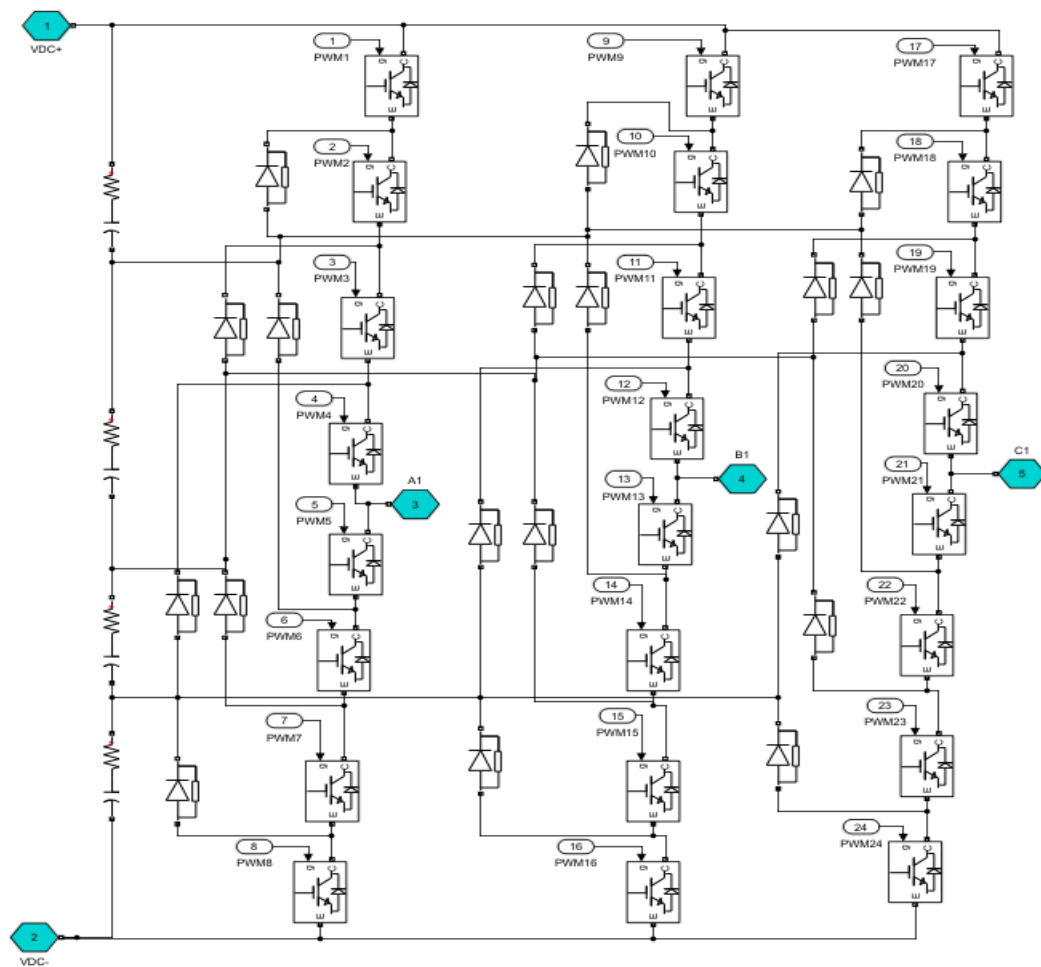 1
VDC+
1
PWM1
9
PWM9
17
PWM17
g C
E
g C
E
g C
E
2
PWM2
10
PWM10
18
PWM18
g C
E
g C
E
g C
E
3
PWM3
11
PWM11
19
PWM19
g C
E
g C
E
g C
E
4
PWM4
12
PWM12
20
PWM20
g C
E
g C
E
g C
E
A1
3
B1
4
C1
5
5
PWM5
13
PWM13
21
PWM21
g C
E
g C
E
g C
E
6
PWM6
14
PWM14
22
PWM22
g C
E
g C
E
g C
E
7
PWM7
15
PWM15
23
PWM23
g C
E
g C
E
g C
E
8
PWM8
16
PWM16
24
PWM24
g C
E
g C
E
g C
E
2
VDC-